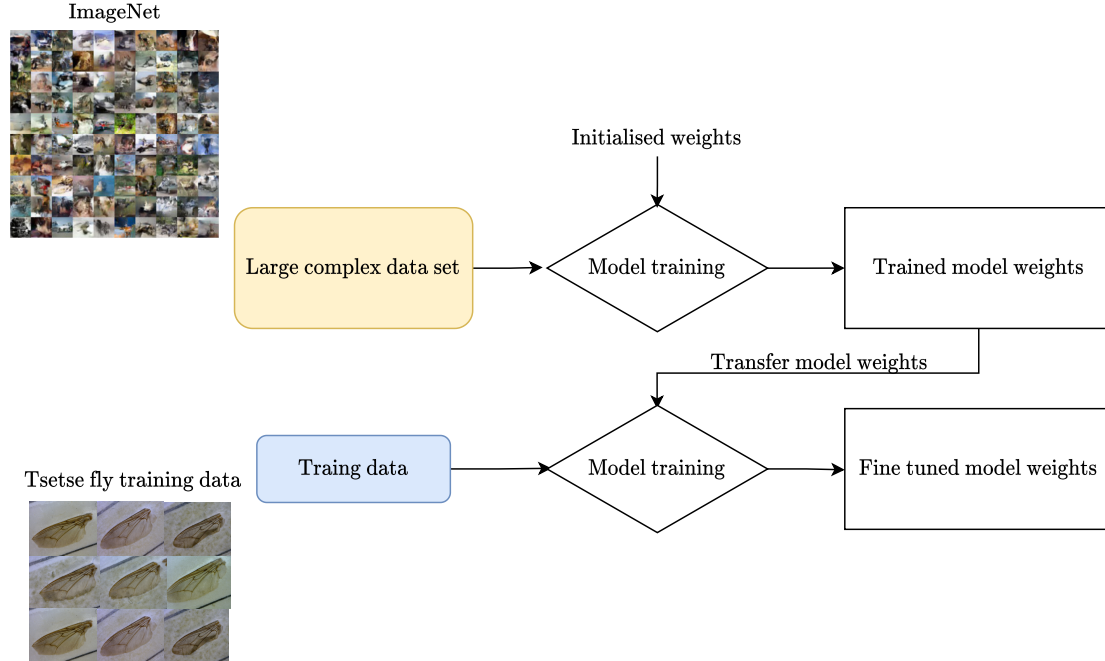 ImageNet
Initialised weights
Large complex data set
Model training
Trained model weights
Transfer model weights
Tsetse fly training data
Traing data
Model training
Fine tuned model weights